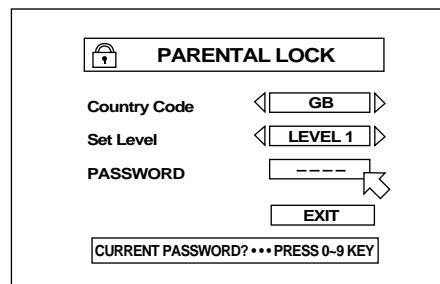 PARENTAL LOCK
Country Code GB
Set Level LEVEL 1
PASSWORD – – – –
EXIT
CURRENT PASSWORD? • • • PRESS 0~9 KEY